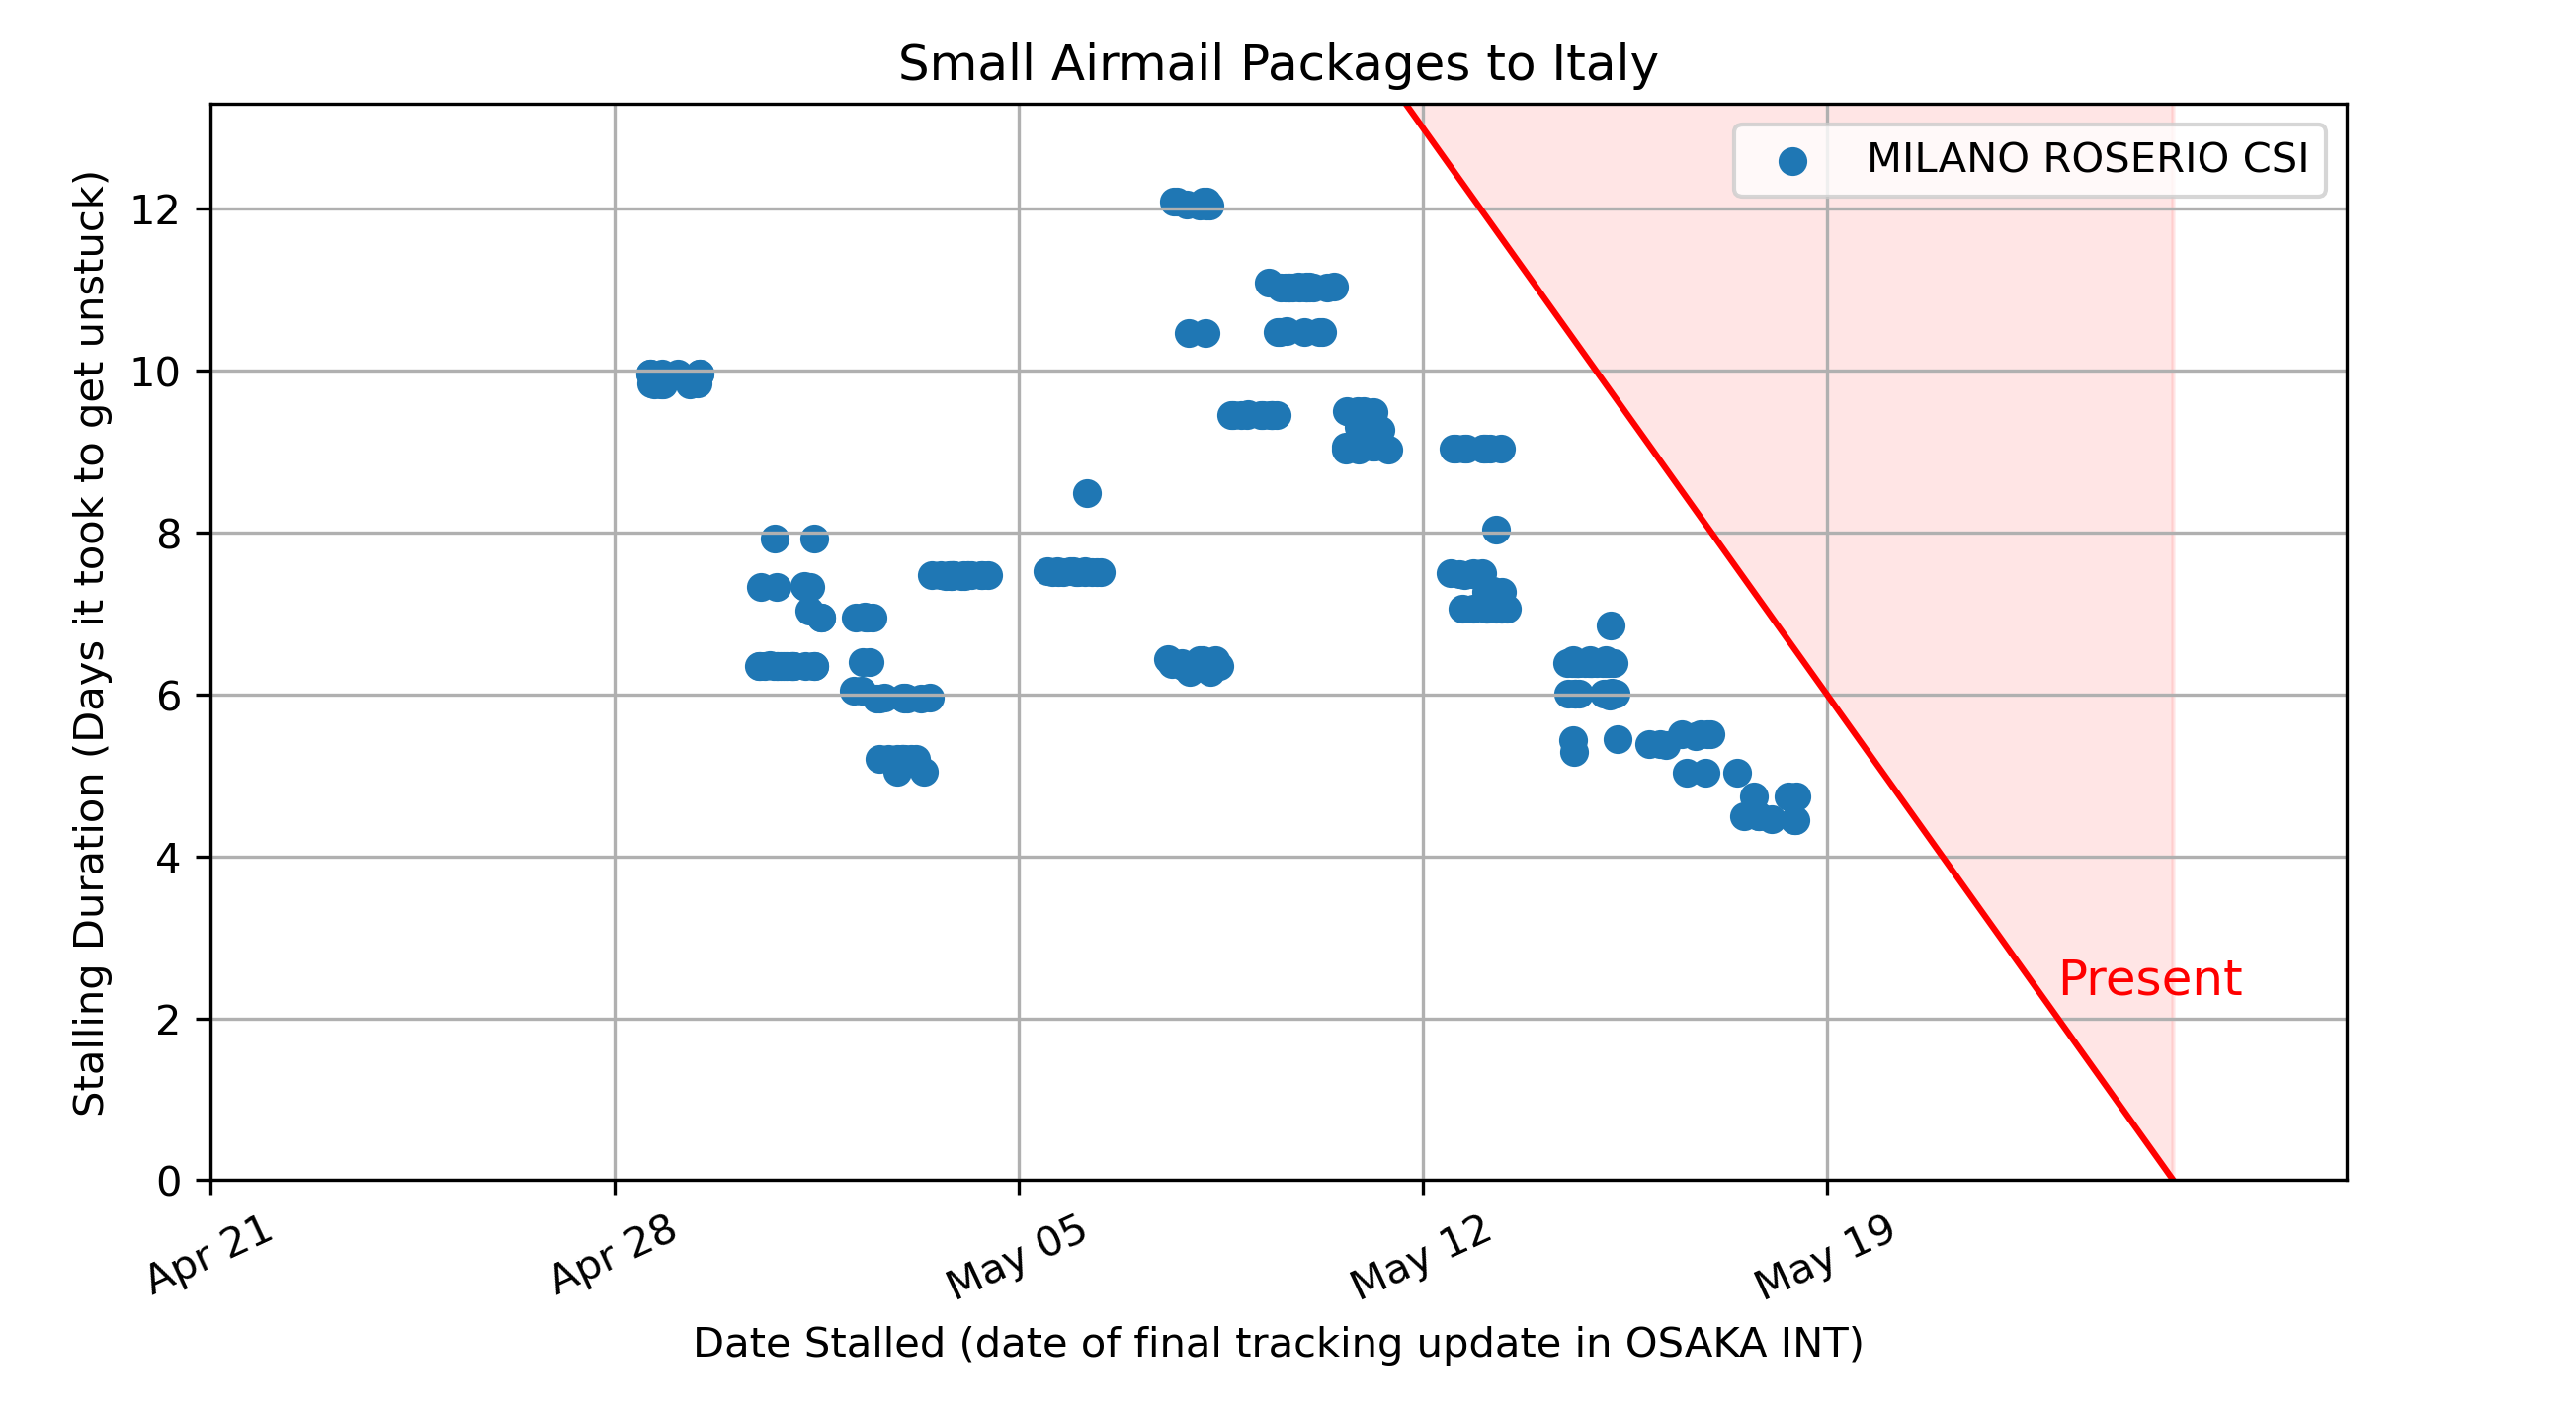 Small Airmail Packages to Italy
MILANO ROSERIO CSI
Stalling Duration (Days it took to get unstuck)
12
10
8
6
4
2
0
Present
Apr 21
Apr 28
May 05
May 12
May 19
Date Stalled (date of final tracking update in OSAKA INT)